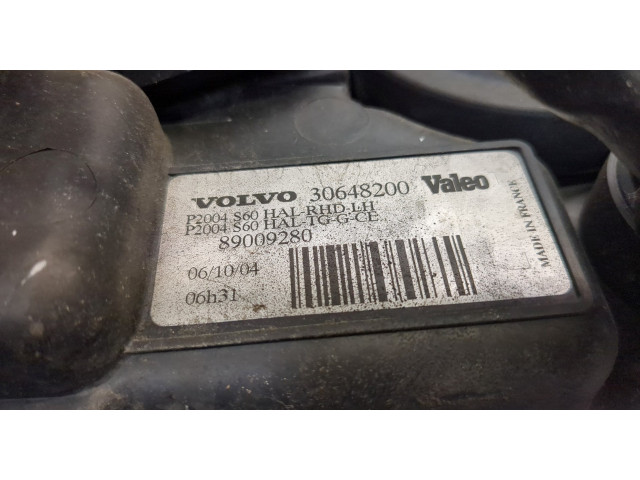 VOLVO 30648200 Valeo
P2004 S60 HAL-RHD-LH
P2004 S60 HAL-TG-G-CE
89009280
06/10/04
06h31
MADE IN FRANCE